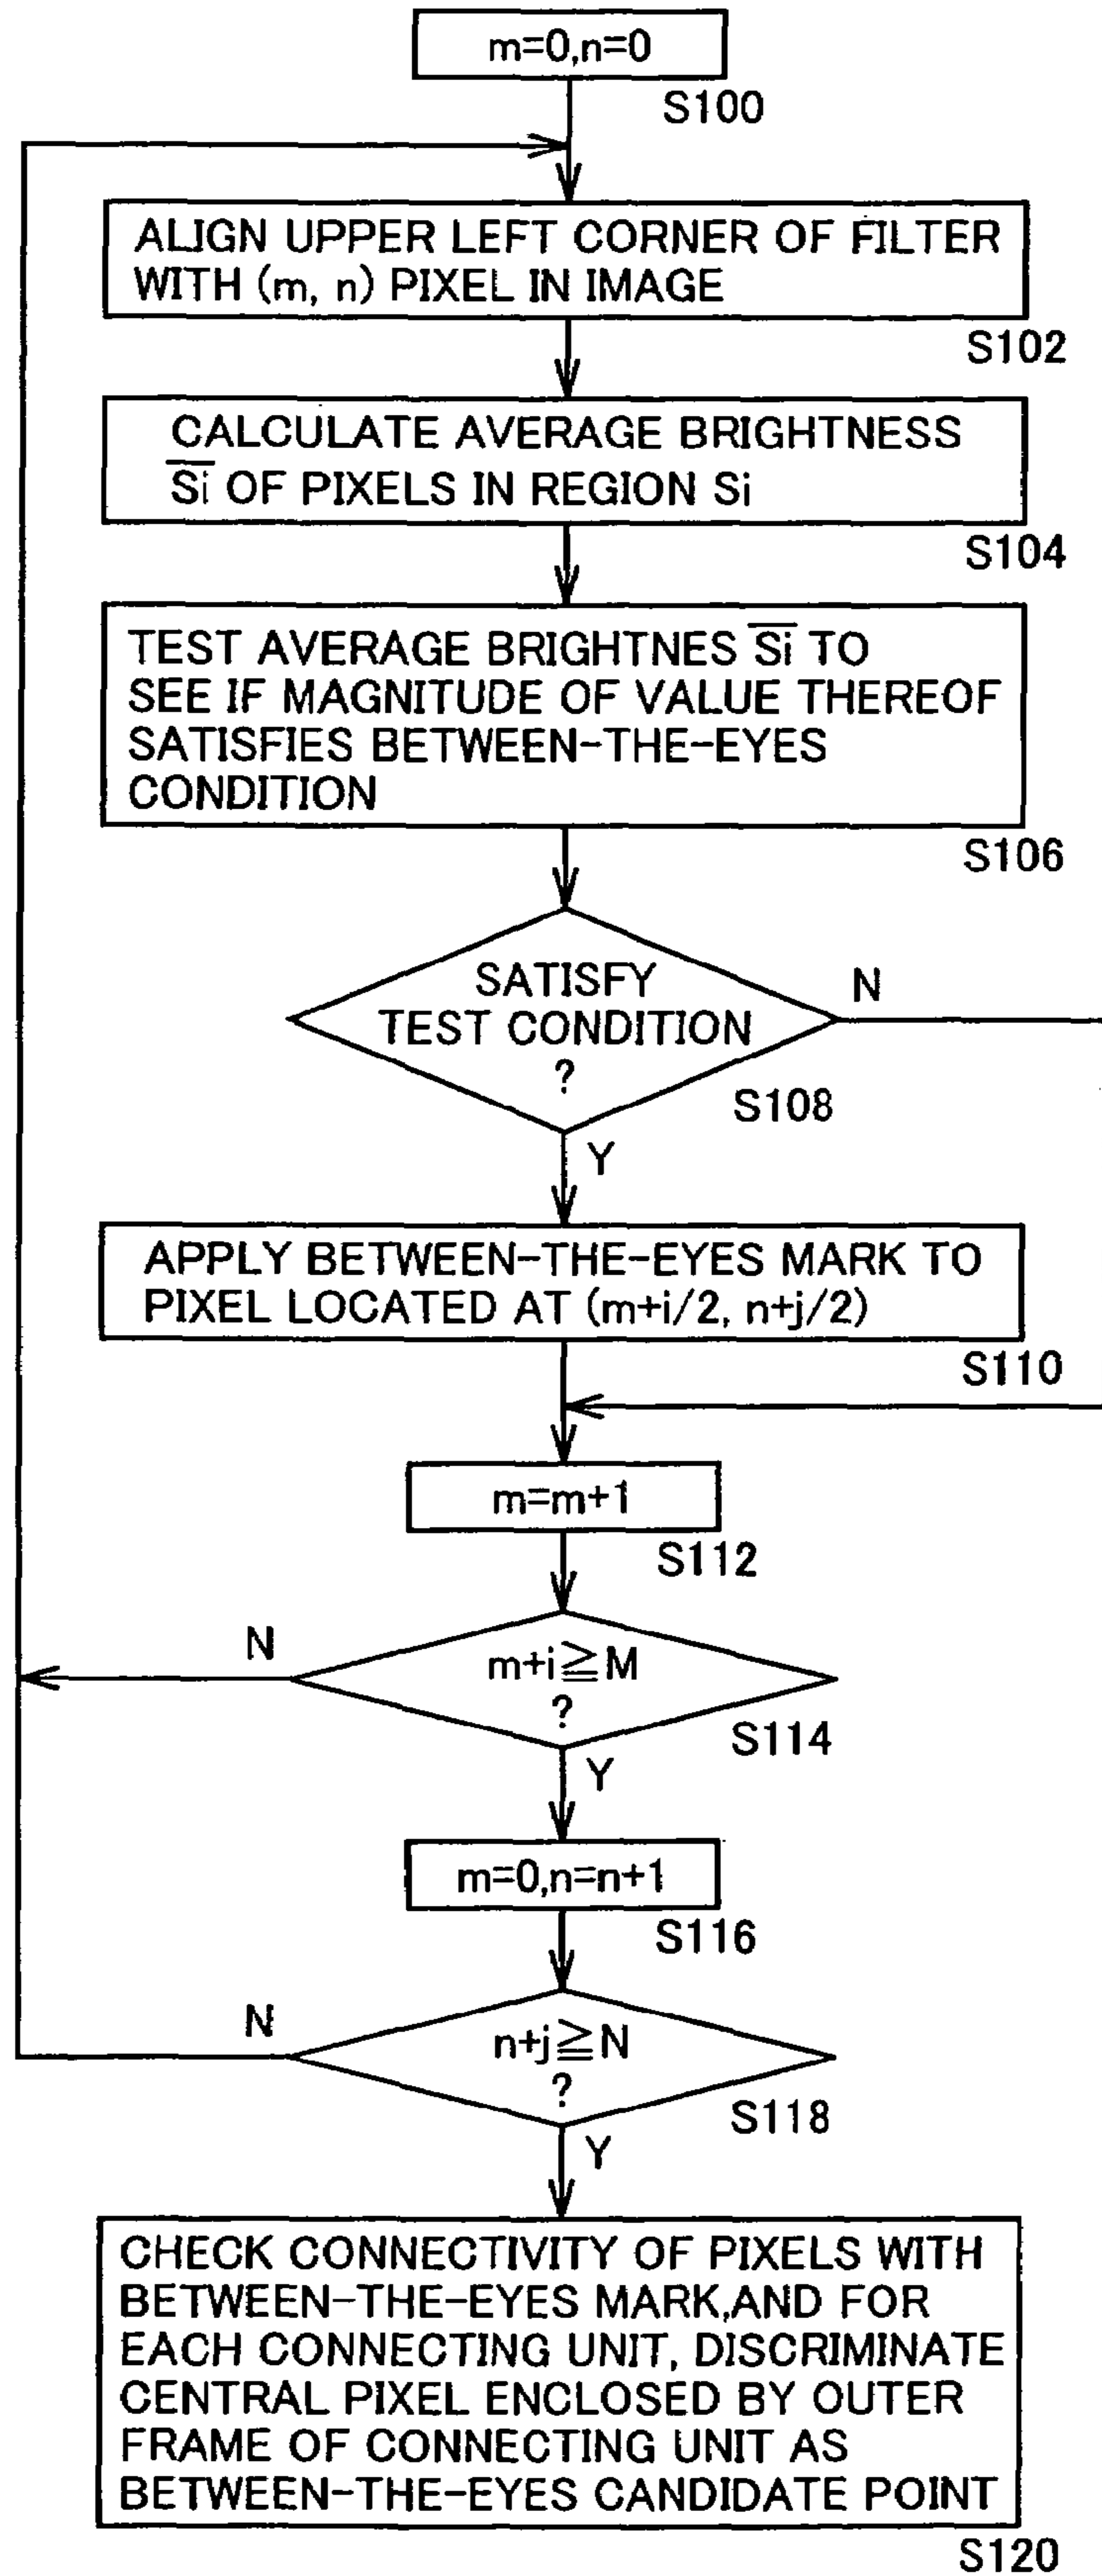 m=0,n=0
S100
ALIGN UPPER LEFT CORNER OF FILTER
WITH (m, n) PIXEL IN IMAGE
S102
CALCULATE AVERAGE BRIGHTNESS
S̅i̅ OF PIXELS IN REGION Si
S104
TEST AVERAGE BRIGHTNES S̅i̅ TO
SEE IF MAGNITUDE OF VALUE THEREOF
SATISFIES BETWEEN-THE-EYES
CONDITION
S106
SATISFY
TEST CONDITION
?
N
S108
Y
APPLY BETWEEN-THE-EYES MARK TO
PIXEL LOCATED AT (m+i/2, n+j/2)
S110
m=m+1
S112
N
m+i≧M
?
S114
Y
m=0,n=n+1
S116
N
n+j≧N
?
S118
Y
CHECK CONNECTIVITY OF PIXELS WITH
BETWEEN-THE-EYES MARK,AND FOR
EACH CONNECTING UNIT, DISCRIMINATE
CENTRAL PIXEL ENCLOSED BY OUTER
FRAME OF CONNECTING UNIT AS
BETWEEN-THE-EYES CANDIDATE POINT
S120